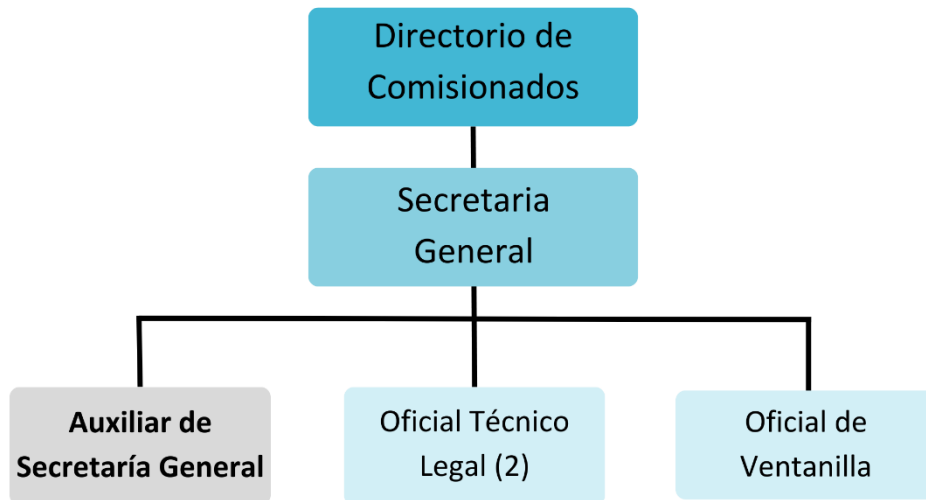 Directorio de
Comisionados
Secretaria
General
Auxiliar de
Secretaría General
Oficial Técnico
Legal (2)
Oficial de
Ventanilla